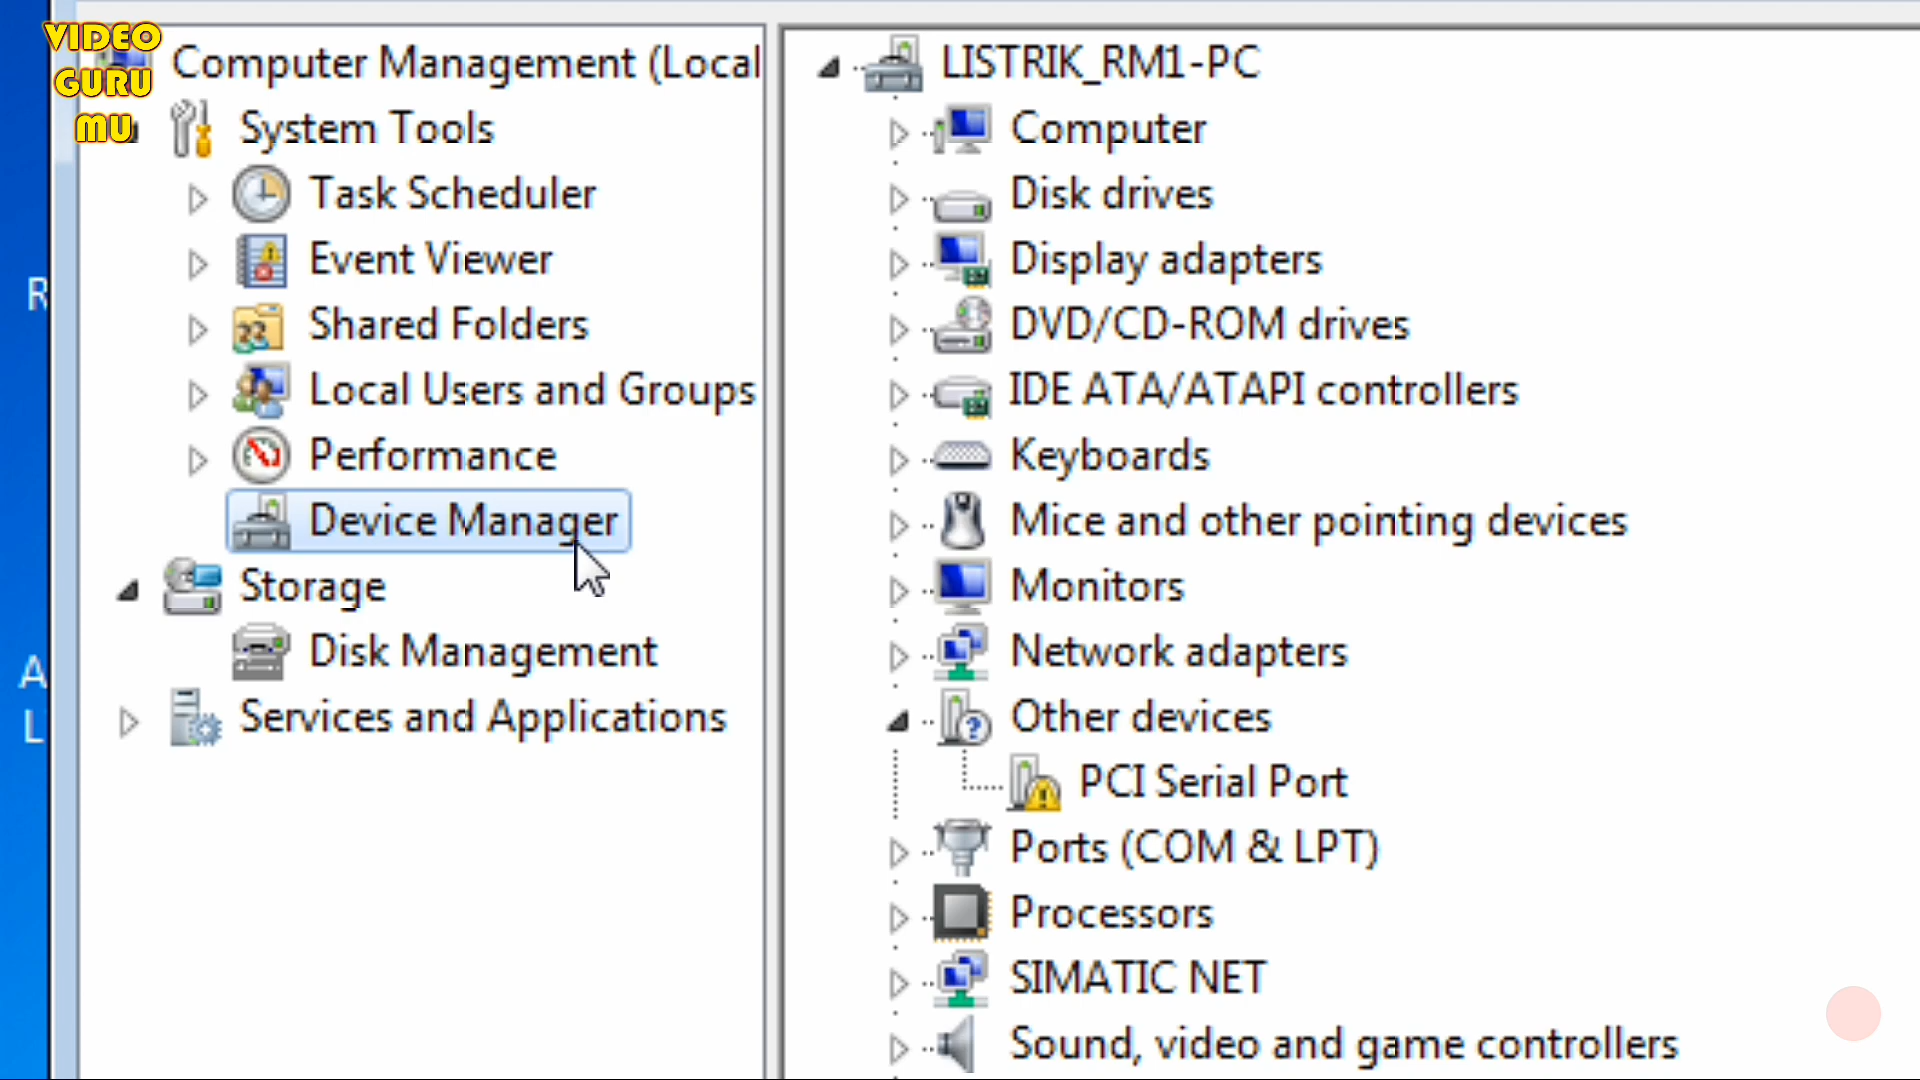 VIDEO
GURU
MU
Computer Management (Local
System Tools
Task Scheduler
Event Viewer
Shared Folders
Local Users and Groups
Performance
Device Manager
Storage
Disk Management
Services and Applications
R
A
L
LISTRIK_RM1-PC
Computer
Disk drives
Display adapters
DVD/CD-ROM drives
IDE ATA/ATAPI controllers
Keyboards
Mice and other pointing devices
Monitors
Network adapters
Other devices
PCI Serial Port
Ports (COM & LPT)
Processors
SIMATIC NET
Sound, video and game controllers